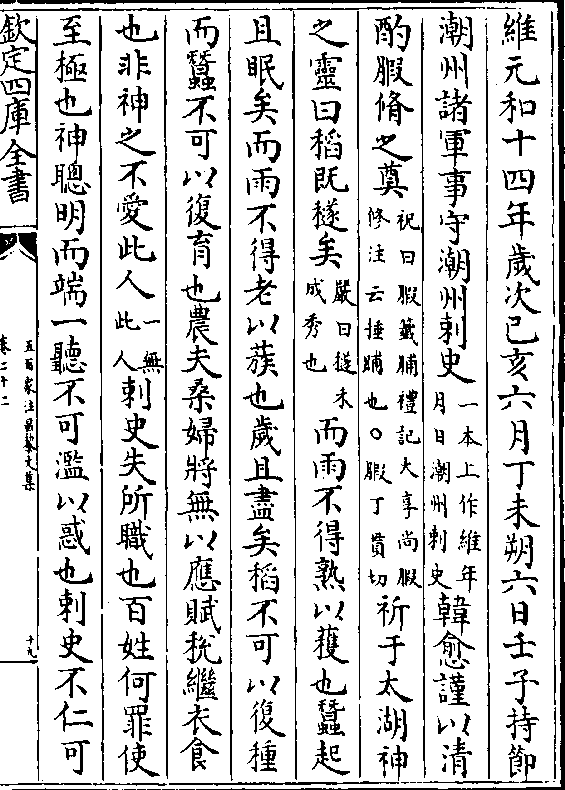 維元和十四年歲次己亥六月丁未朔六日壬子持節
潮州諸軍事守潮州刺史一本上作維年月日潮州刺史韓愈謹以清
酌腶脩之奠祝曰腶籖脯禮記大享尚腶修注云捶脯也○腶丁貫切祈于太湖神
之靈曰稻既穟矣嚴曰穟禾成秀也而雨不得熟以穫也蠶起
且眠矣而雨不得老以蔟也歲且盡矣稻不可以復種
而蠶不可以復育也農夫桑婦將無以應賦稅繼衣食
也非神之不愛此人一無此人刺史失所職也百姓何罪使
至極也神聰明而端一聽不可濫以惑也刺史不仁可
欽定四庫全書
五百家注昌黎文集
卷二十二
十九